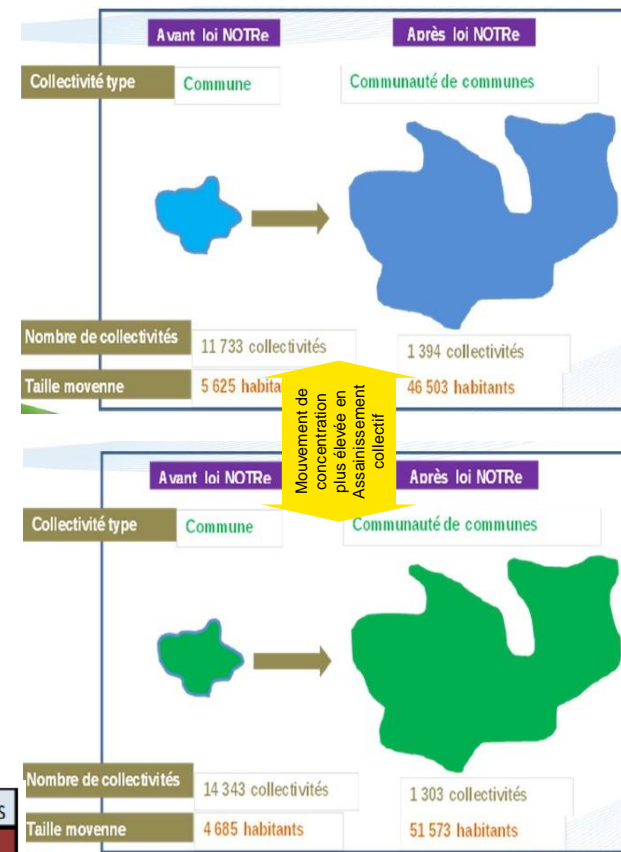 Avant loi NOTRe
Après loi NOTRe
Collectivité type
Commune
Communauté de communes
Nombre de collectivités
11 733 collectivités
1 394 collectivités
Taille moyenne
5 625 habita
46 503 habitants
Mouvement de
concentration
plus élevée en
Assainissement
collectif
Avant loi NOTRe
Après loi NOTRe
Collectivité type
Commune
Communauté de communes
Nombre de collectivités
14 343 collectivités
1 303 collectivités
Taille moyenne
4 685 habitants
51 573 habitants
s